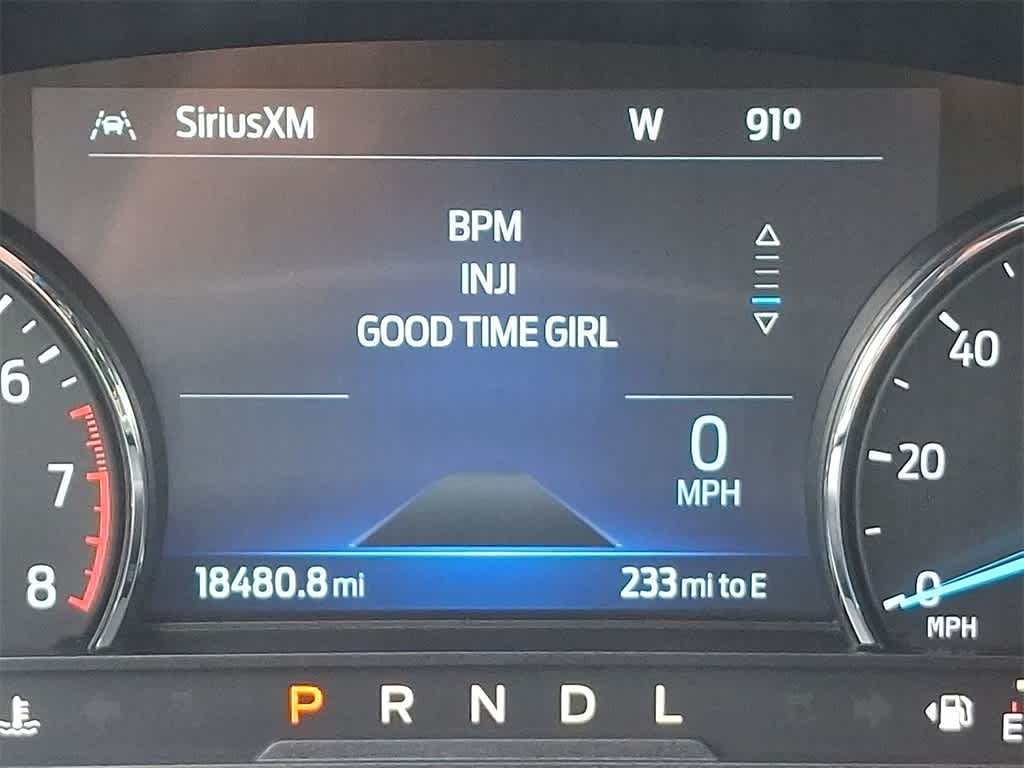 SiriusXM W 91º
BPM
INJI
GOOD TIME GIRL
0
MPH
18480.8 mi 233 mi to E
6
7
8
40
20
0
MPH
P R N D L
E